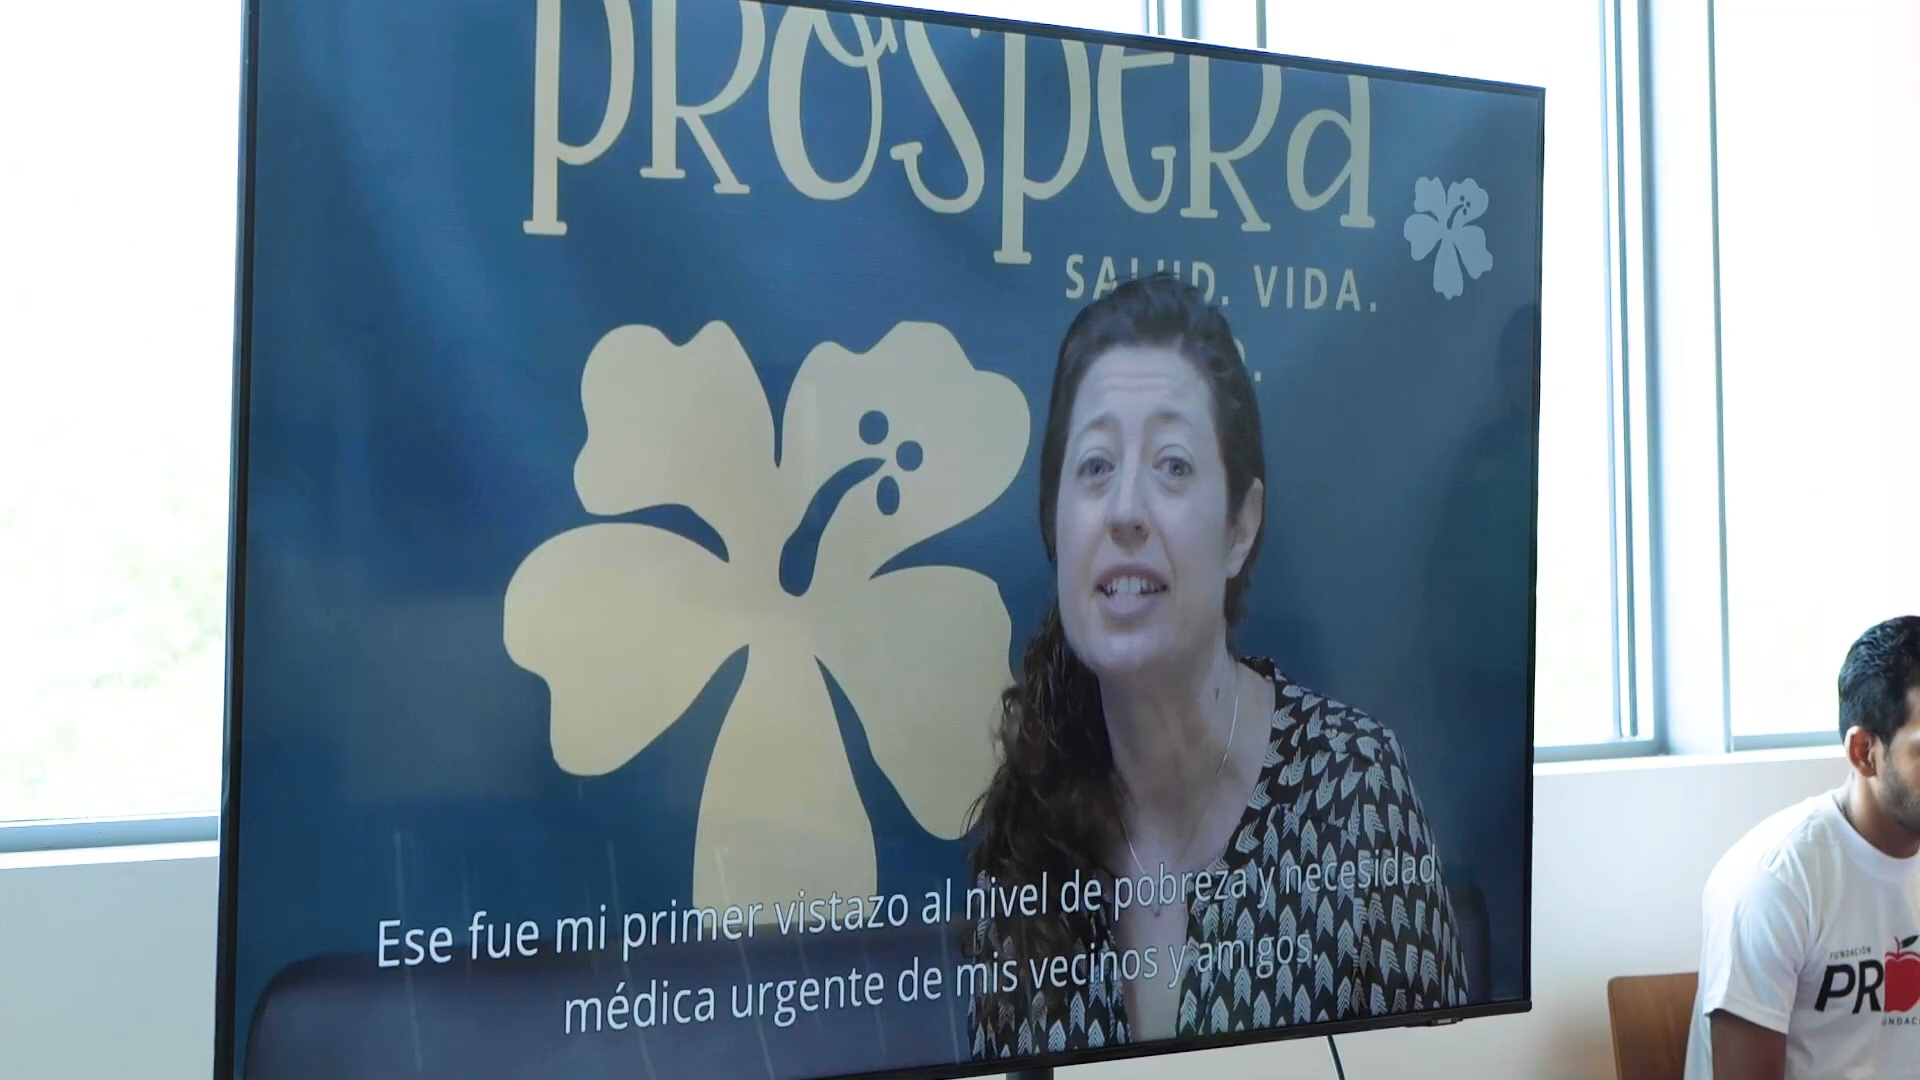 PROSPERA
SALUD. VIDA.
Ese fue mi primer vistazo al nivel de pobreza y necesidad
médica urgente de mis vecinos y amigos.
FUNDACIÓN